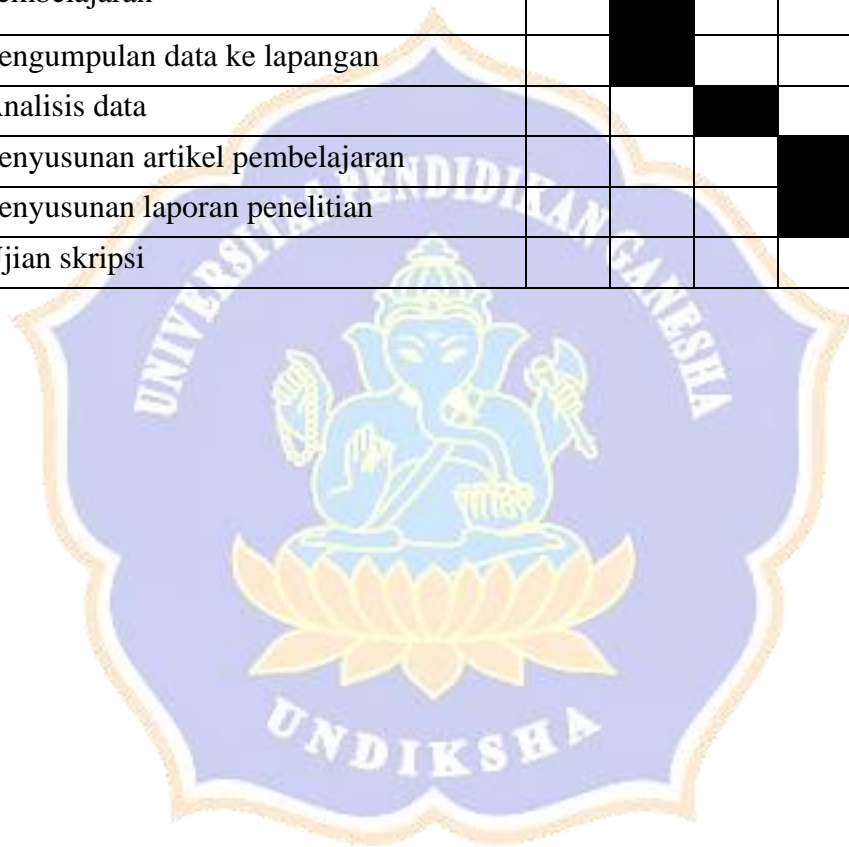 embelajaran
engumpulan data ke lapangan
nalisis data
enyusunan artikel pembelajaran
enyusunan laporan penelitian
jian skripsi
UNIVERSITAS PENDIDIKAN GANESHA
UNDIKSHA